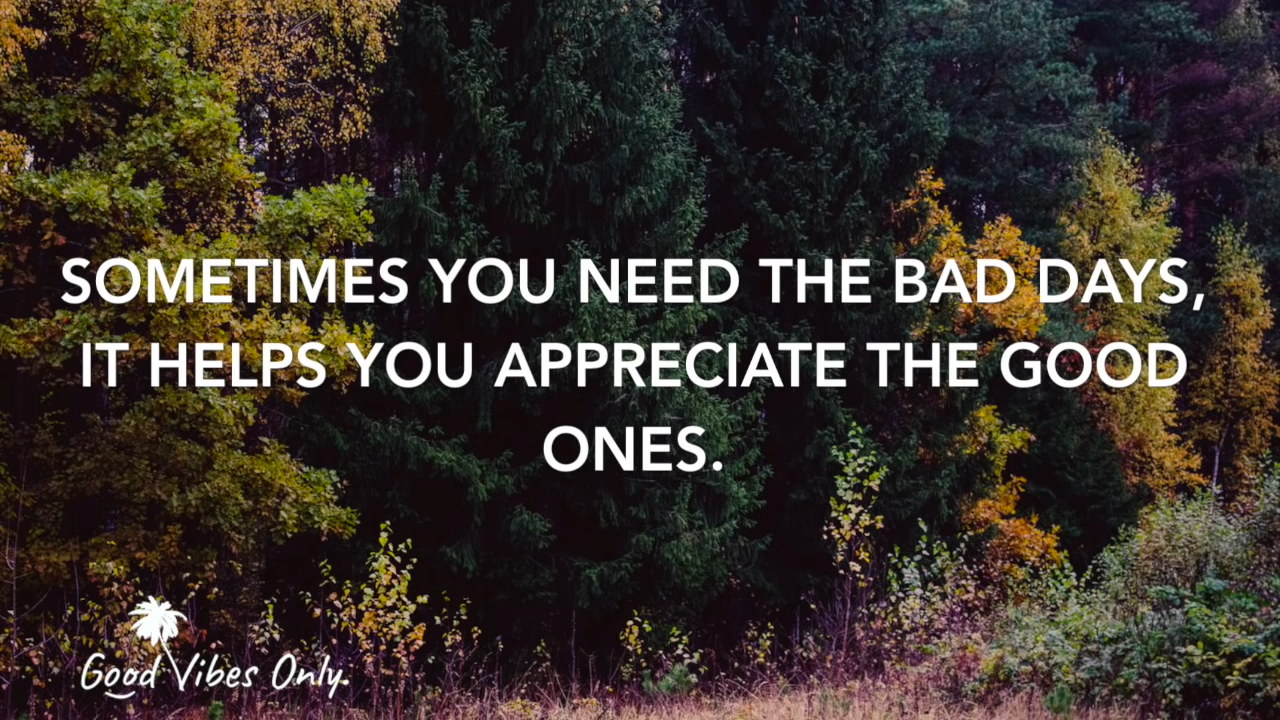 SOMETIMES YOU NEED THE BAD DAYS,
IT HELPS YOU APPRECIATE THE GOOD
ONES.
Good Vibes Only.